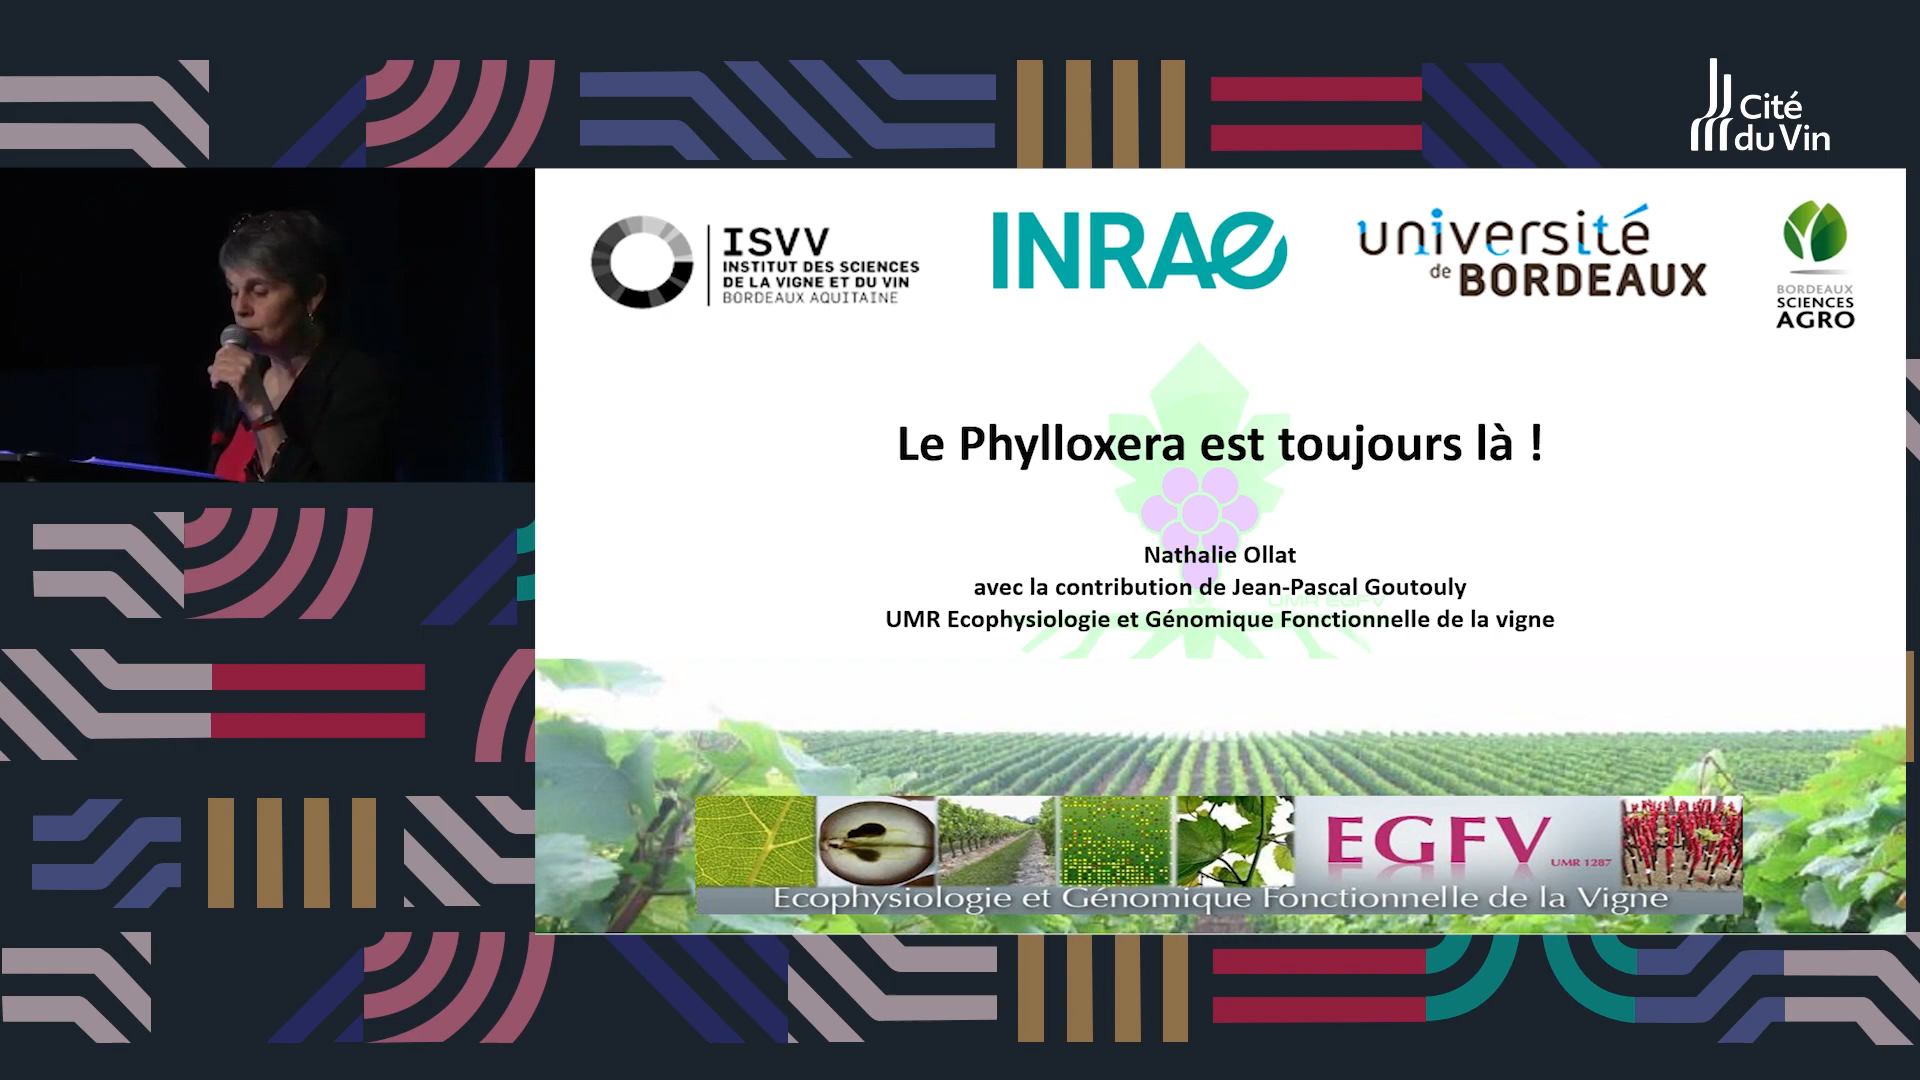 Cité
du Vin
ISVV
INSTITUT DES SCIENCES
DE LA VIGNE ET DU VIN
BORDEAUX AQUITAINE
INRAE
université
de BORDEAUX
BORDEAUX
SCIENCES
AGRO
Le Phylloxera est toujours là !
Nathalie Ollat
avec la contribution de Jean-Pascal Goutouly
UMR EGFV
UMR Ecophysiologie et Génomique Fonctionnelle de la vigne
EGFV
UMR 1287
Ecophysiologie et Génomique Fonctionnelle de la Vigne